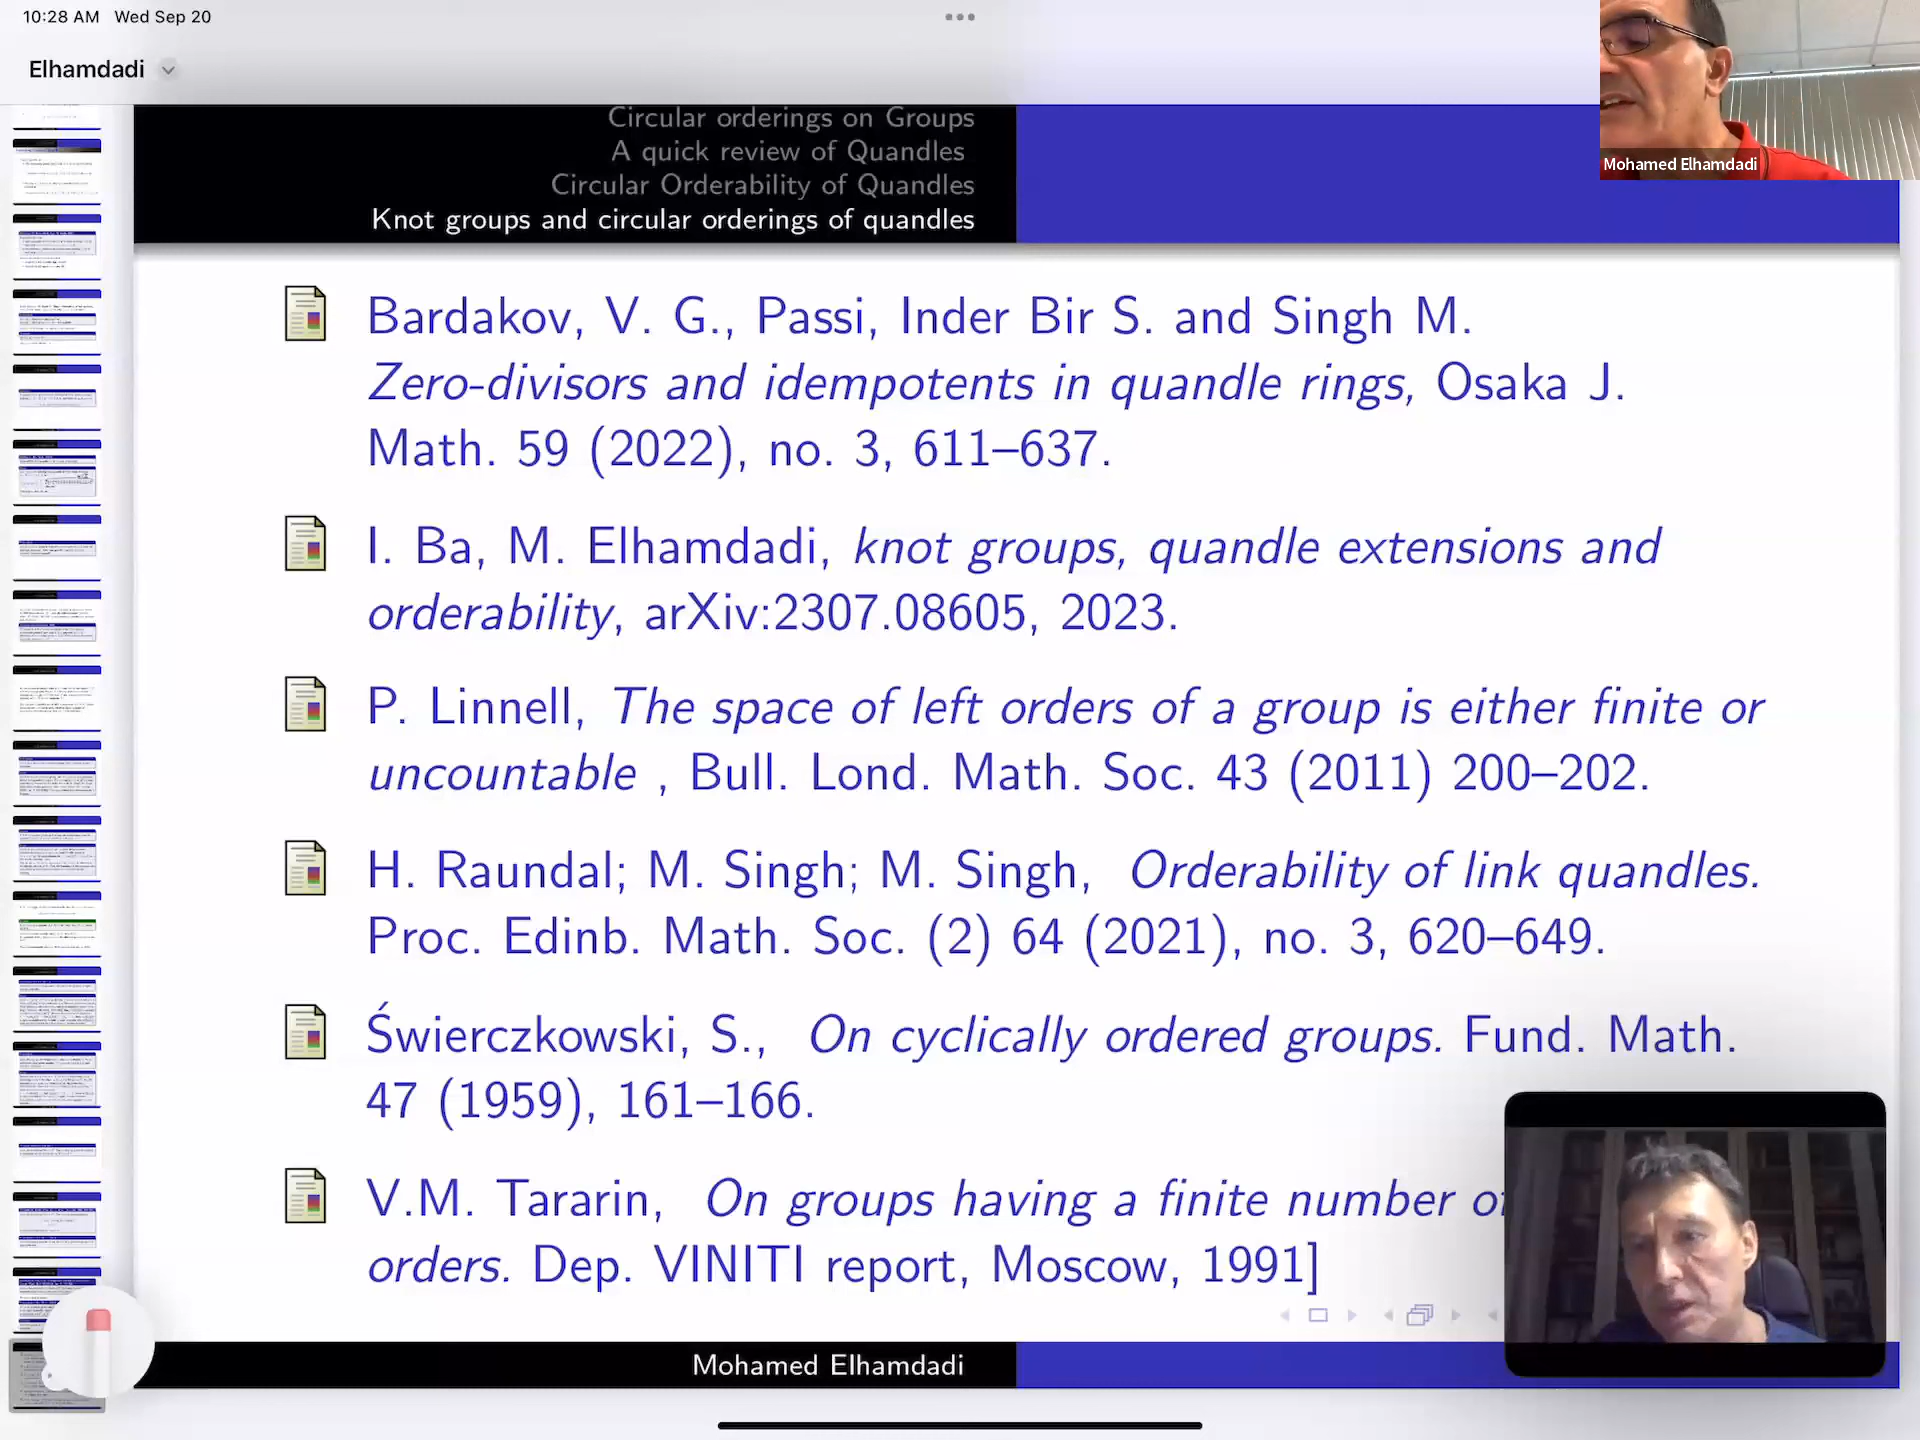 10:28 AM Wed Sep 20
Elhamdadi
Mohamed Elhamdadi
Circular orderings on Groups
A quick review of Quandles
Circular Orderability of Quandles
Knot groups and circular orderings of quandles
Bardakov, V. G., Passi, Inder Bir S. and Singh M.
Zero-divisors and idempotents in quandle rings, Osaka J.
Math. 59 (2022), no. 3, 611–637.
I. Ba, M. Elhamdadi, knot groups, quandle extensions and
orderability, arXiv:2307.08605, 2023.
P. Linnell, The space of left orders of a group is either finite or
uncountable , Bull. Lond. Math. Soc. 43 (2011) 200–202.
H. Raundal; M. Singh; M. Singh, Orderability of link quandles.
Proc. Edinb. Math. Soc. (2) 64 (2021), no. 3, 620–649.
Świerczkowski, S., On cyclically ordered groups. Fund. Math.
47 (1959), 161–166.
V.M. Tararin, On groups having a finite number
orders. Dep. VINITI report, Moscow, 1991]
Mohamed Elhamdadi